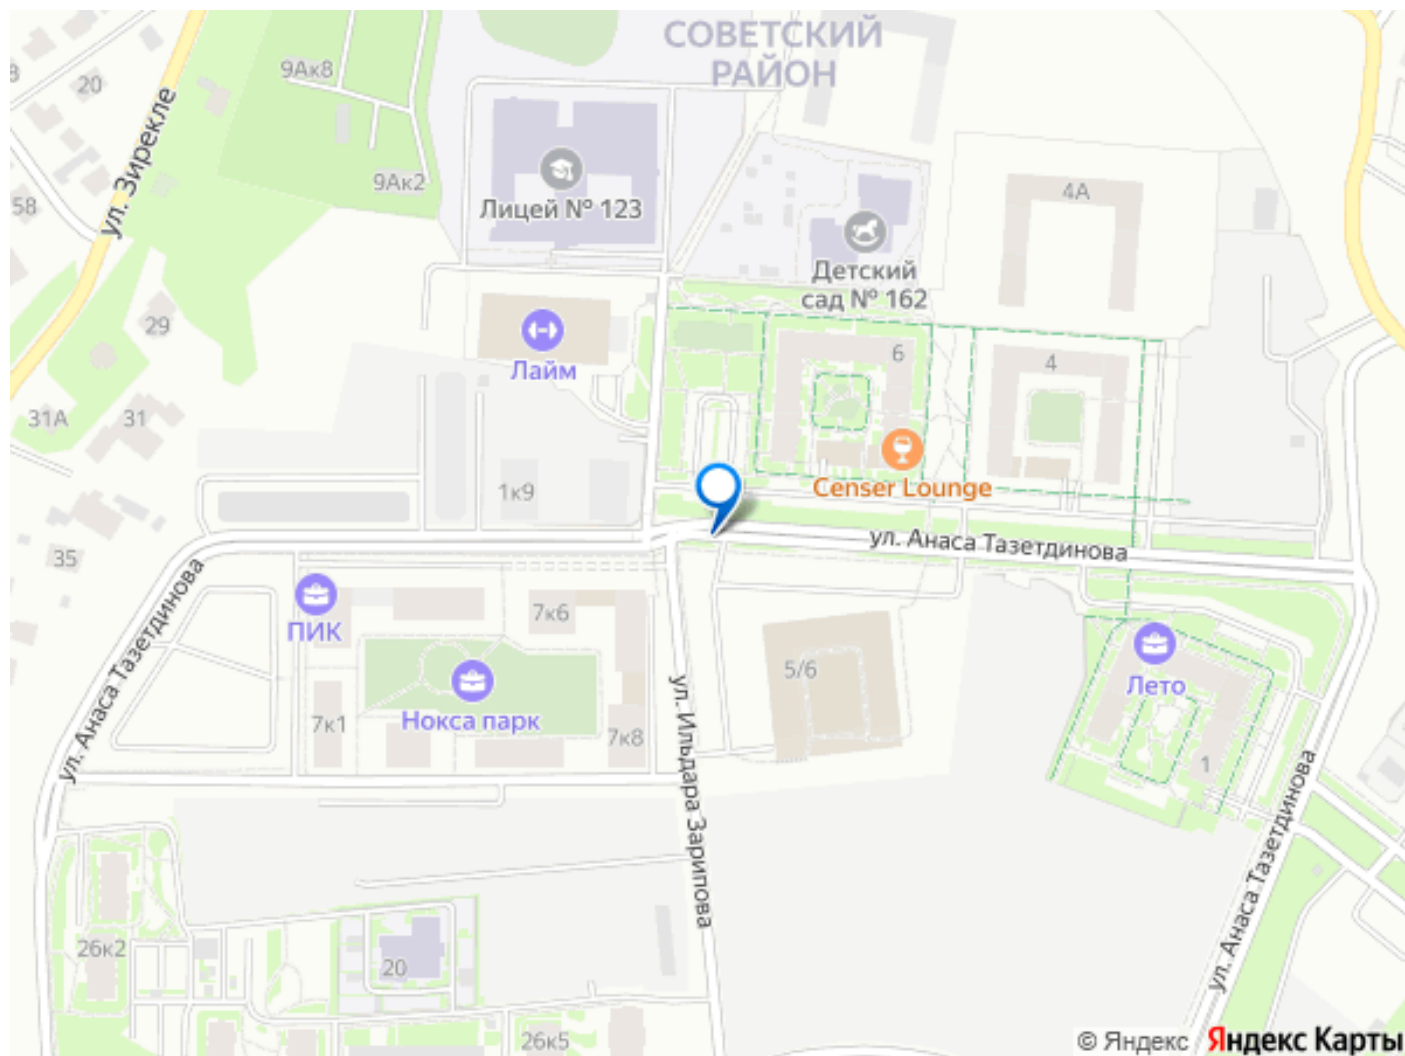 СОВЕТСКИЙ
РАЙОН
9Ак8
20
ул. Зирекле
9Ак2
4А
58
Лицей № 123
Детский
сад № 162
29
Лайм
6
4
31А
31
1к9
Censer Lounge
ул. Анаса Тазетдинова
35
ул. Анаса Тазетдинова
ПИК
7к6
5/6
Лето
Нокса парк
7к1
7к8
1
ул. Ильдара Зарипова
ул. Анаса Тазетдинова
26к2
20
26к5
© Яндекс Яндекс Карты